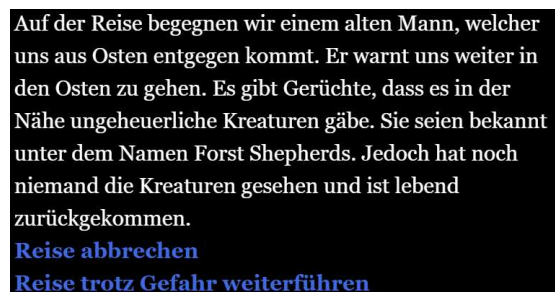 Auf der Reise begegnen wir einem alten Mann, welcher
uns aus Osten entgegen kommt. Er warnt uns weiter in
den Osten zu gehen. Es gibt Gerüchte, dass es in der
Nähe ungeheuerliche Kreaturen gäbe. Sie seien bekannt
unter dem Namen Forst Shepherds. Jedoch hat noch
niemand die Kreaturen gesehen und ist lebend
zurückgekommen.
Reise abbrechen
Reise trotz Gefahr weiterführen